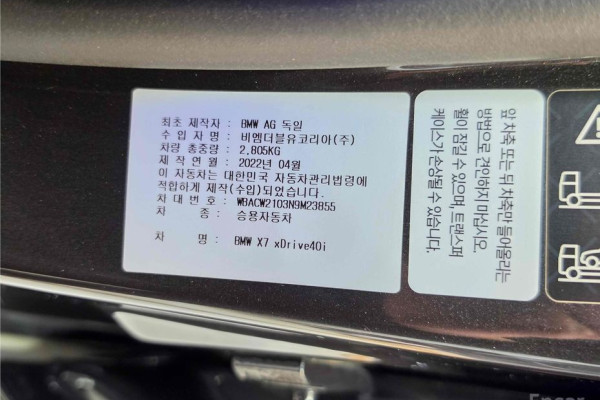 최초 제작자 : BMW AG 독일
수 입 자 명 : 비엠더블유코리아(주)
차량 총중량 : 2,805KG
제 작 연 월 : 2022년 04월
이 자동차는 대한민국 자동차관리법령에
적합하게 제작(수입)되었습니다.
차 대 번 호 : WBACW2103N9M23855
차 종 : 승용자동차
차 명 : BMW X7 xDrive40i
앞 차축 또는 뒤 차축만 들어올리는
방법으로 견인하지 마십시오.
휠이 잠길 수 있으며 트랜스퍼
케이스가 손상될 수 있습니다.